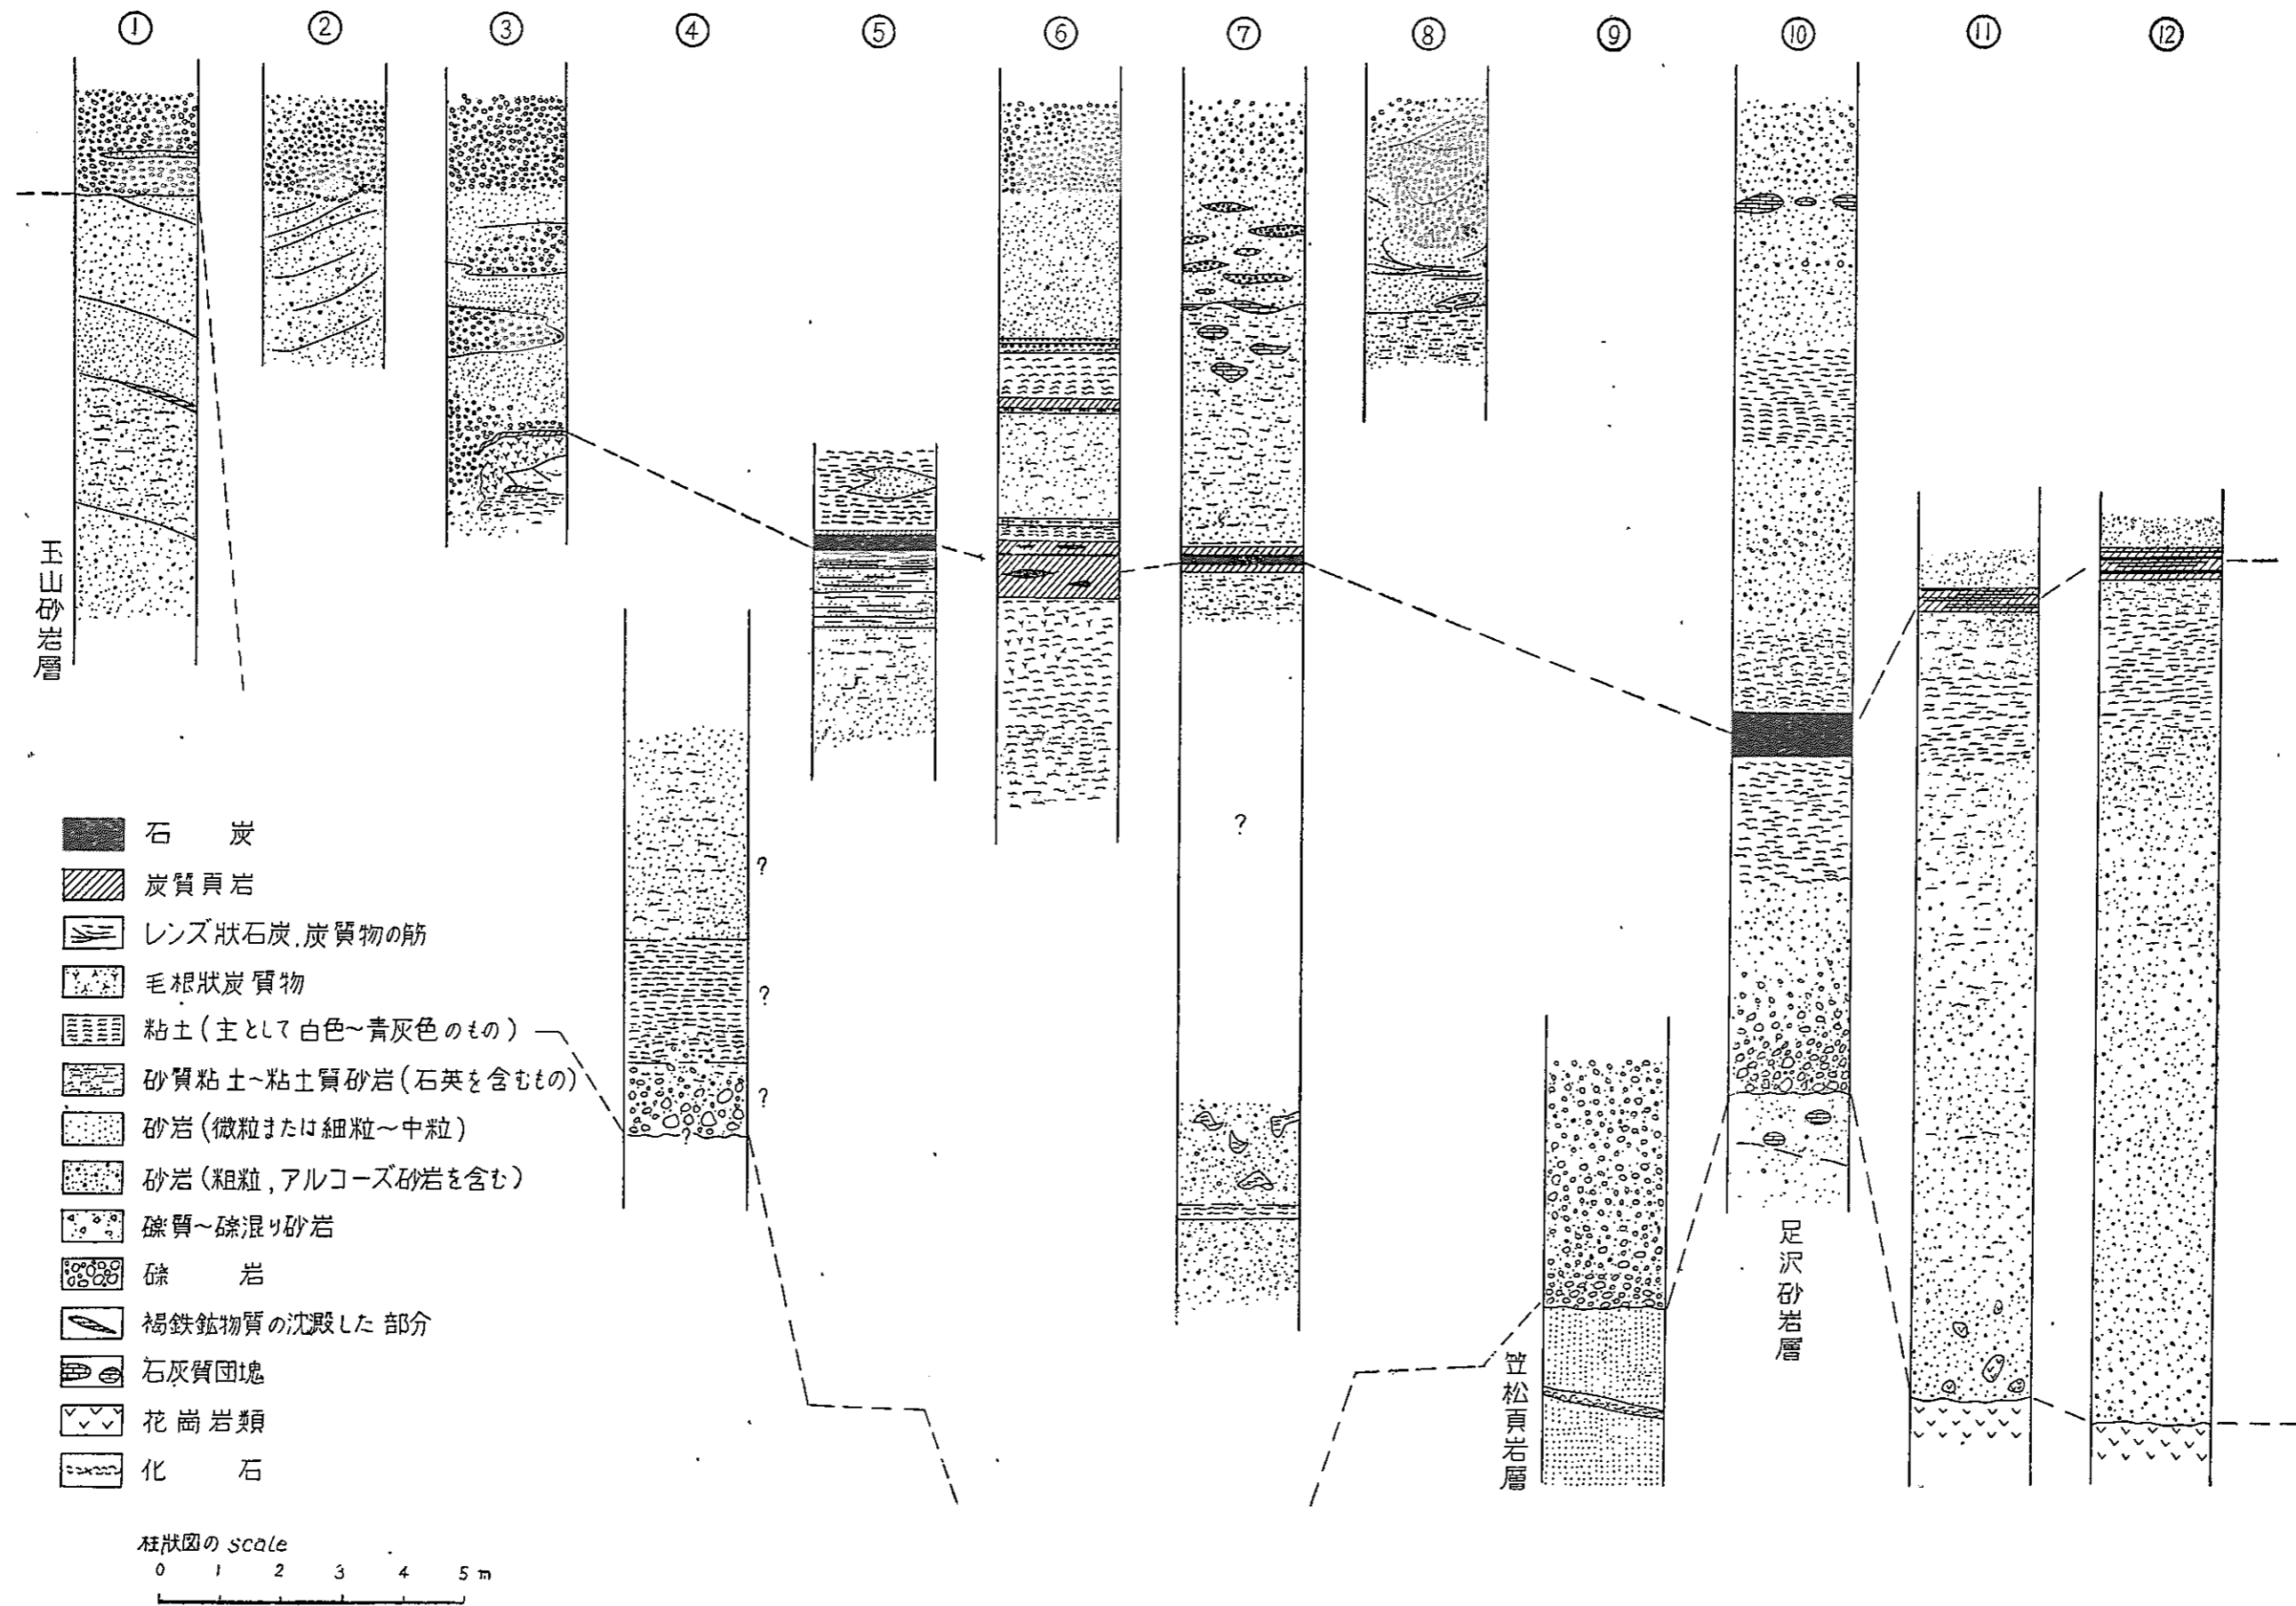 ① ② ③ ④ ⑤ ⑥ ⑦ ⑧ ⑨ ⑩ ⑪ ⑫
玉山砂岩層
?
?
?
?
?
足沢砂岩層
笠松頁岩層
石 炭
炭質頁岩
レンズ狀石炭,炭質物の筋
毛根狀炭質物
粘土(主として白色~青灰色のもの)
砂質粘土~粘土質砂岩(石英を含むもの)
砂岩(微粒または細粒~中粒)
砂岩(粗粒,アルコーズ砂岩を含む)
礫質~礫混り砂岩
礫 岩
褐鉄鉱物質の沈殿した部分
石灰質団塊
花崗岩類
化 石
柱狀図の scale
0 1 2 3 4 5 m